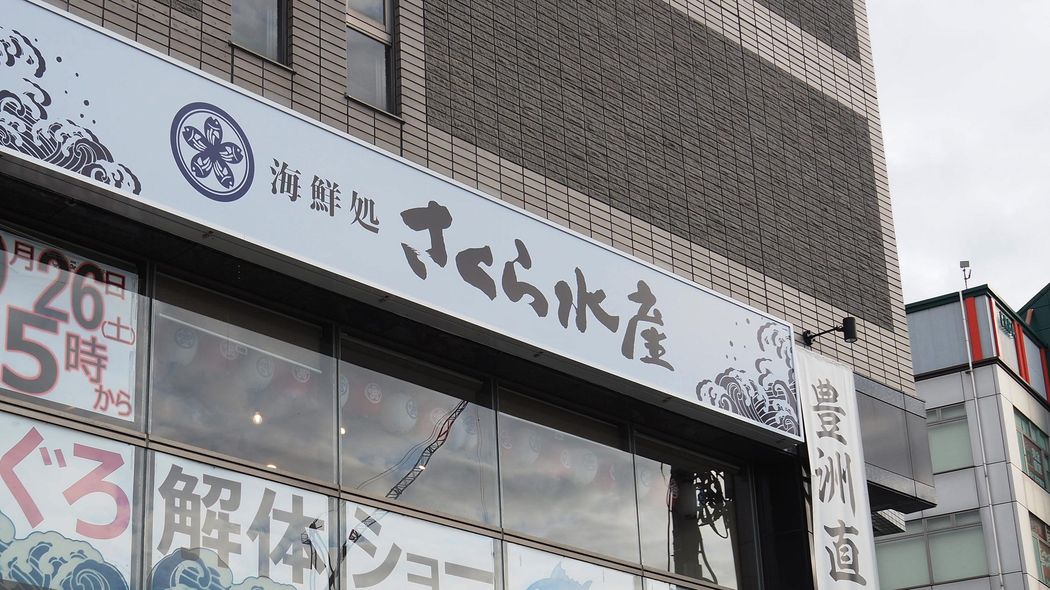 海鮮処 さくら水産
月26日(土)
5時から
ぐろ
解体ショー
豊洲直